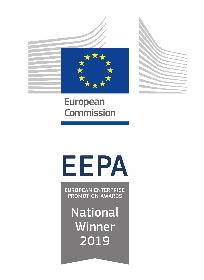 European
Commission
EEPA
EUROPEAN ENTERPRISE
PROMOTION AWARDS
National
Winner
2019